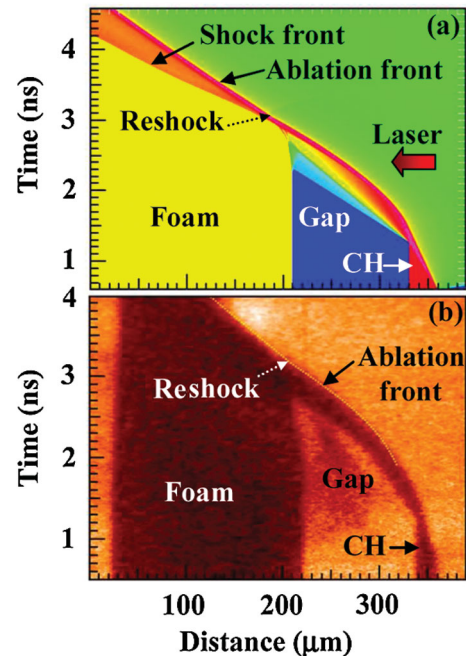 (a)
Shock front
Ablation front
Reshock
Laser
Foam
Gap
CH
Time (ns)
4
3
2
1
(b)
Reshock
Ablation
front
Foam
Gap
CH
Time (ns)
4
3
2
1
100 200 300
Distance (μm)